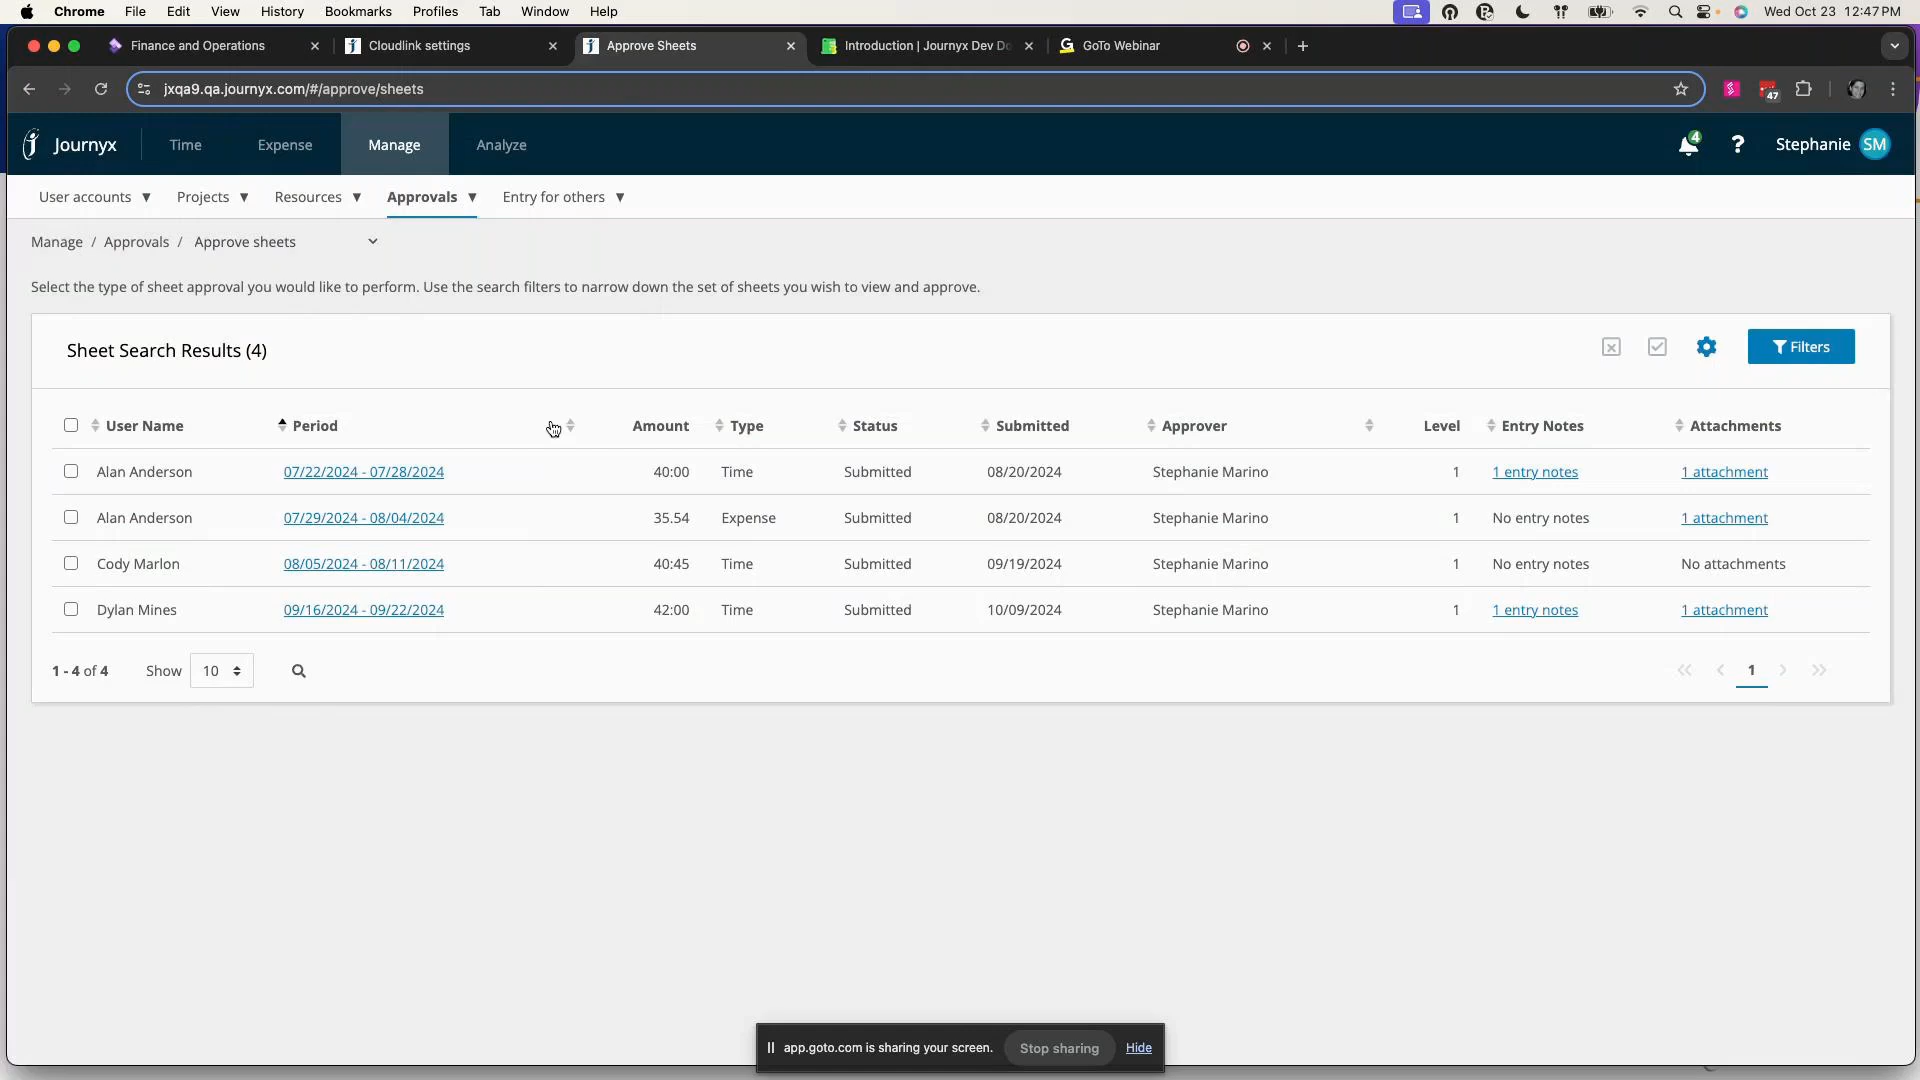 Chrome File Edit View History Bookmarks Profiles Tab Window Help Wed Oct 23 12:47 PM
Finance and Operations Cloudlink settings Approve Sheets Introduction | Journyx Dev Do GoTo Webinar
jxqa9.qa.journyx.com/#/approve/sheets 47
Journyx Time Expense Manage Analyze 4 ? Stephanie SM
User accounts Projects Resources Approvals Entry for others
Manage / Approvals / Approve sheets
Select the type of sheet approval you would like to perform. Use the search filters to narrow down the set of sheets you wish to view and approve.
Sheet Search Results (4) Filters
User Name Period Amount Type Status Submitted Approver Level Entry Notes Attachments
Alan Anderson 07/22/2024 - 07/28/2024 40:00 Time Submitted 08/20/2024 Stephanie Marino 1 1 entry notes 1 attachment
Alan Anderson 07/29/2024 - 08/04/2024 35.54 Expense Submitted 08/20/2024 Stephanie Marino 1 No entry notes 1 attachment
Cody Marlon 08/05/2024 - 08/11/2024 40:45 Time Submitted 09/19/2024 Stephanie Marino 1 No entry notes No attachments
Dylan Mines 09/16/2024 - 09/22/2024 42:00 Time Submitted 10/09/2024 Stephanie Marino 1 1 entry notes 1 attachment
1 - 4 of 4 Show 10 1
app.goto.com is sharing your screen. Stop sharing Hide